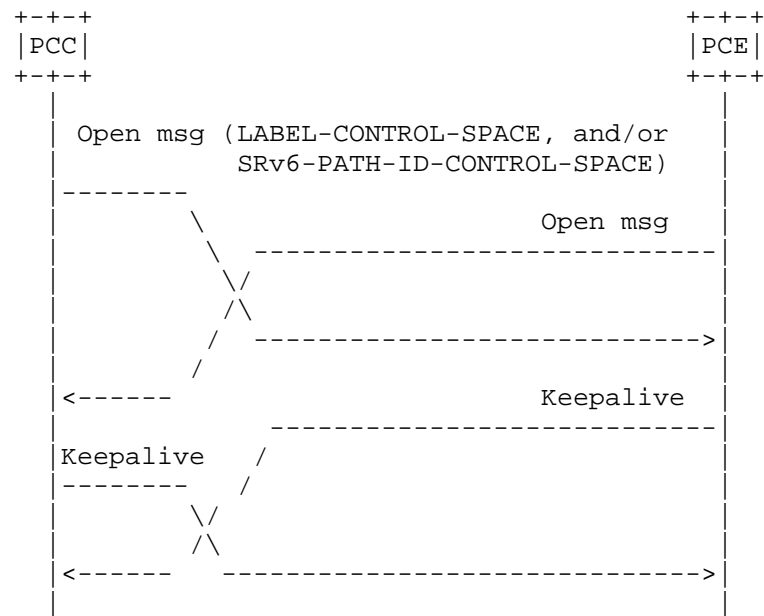 PCC PCE
Open msg (LABEL-CONTROL-SPACE, and/or
SRv6-PATH-ID-CONTROL-SPACE)
Open msg
Keepalive
Keepalive